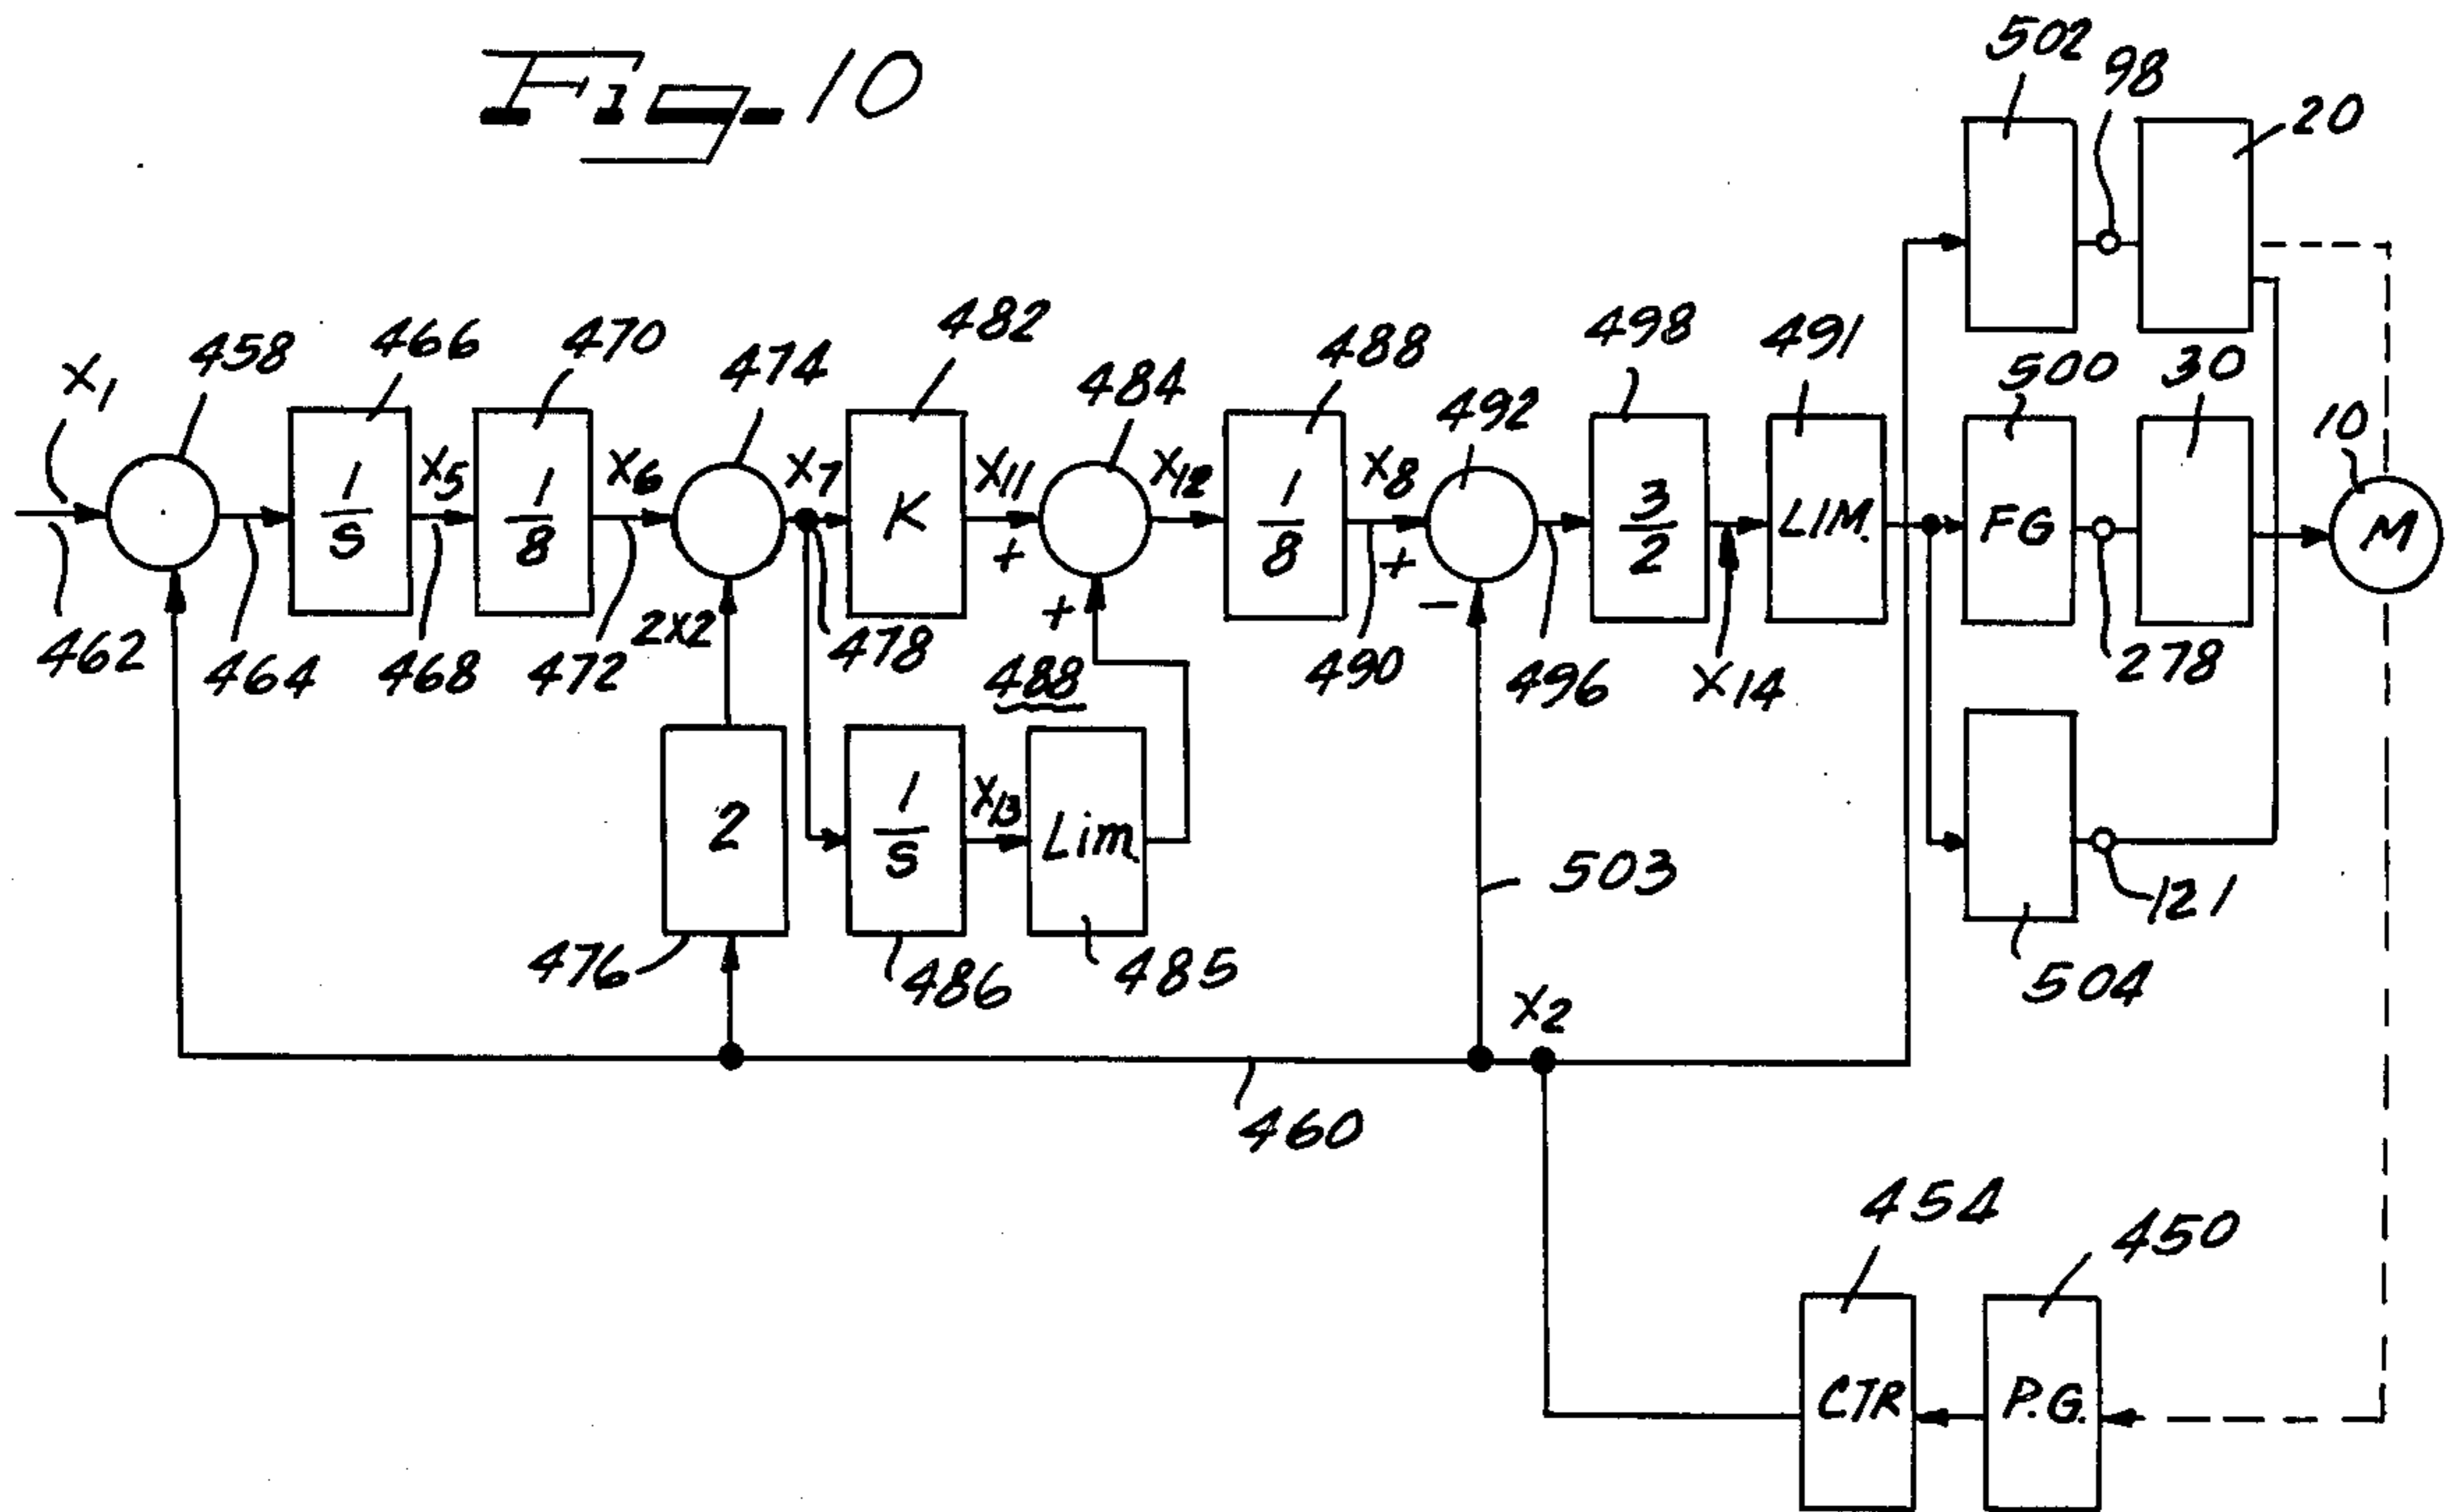 Fig. 10
502
98
20
482
458
466
470
474
484
488
498
491
500
30
X1
492
10
1/S
X5
1/8
X6
X7
K
X11
X12
1/8
X8
3/2
LIM.
FG
M
+
+
+
−
2X2
462
464
468
472
478
488
490
496
X14
278
2
1/S
X13
Lim.
503
121
476
486
485
504
X2
460
454
450
CTR
P.G.